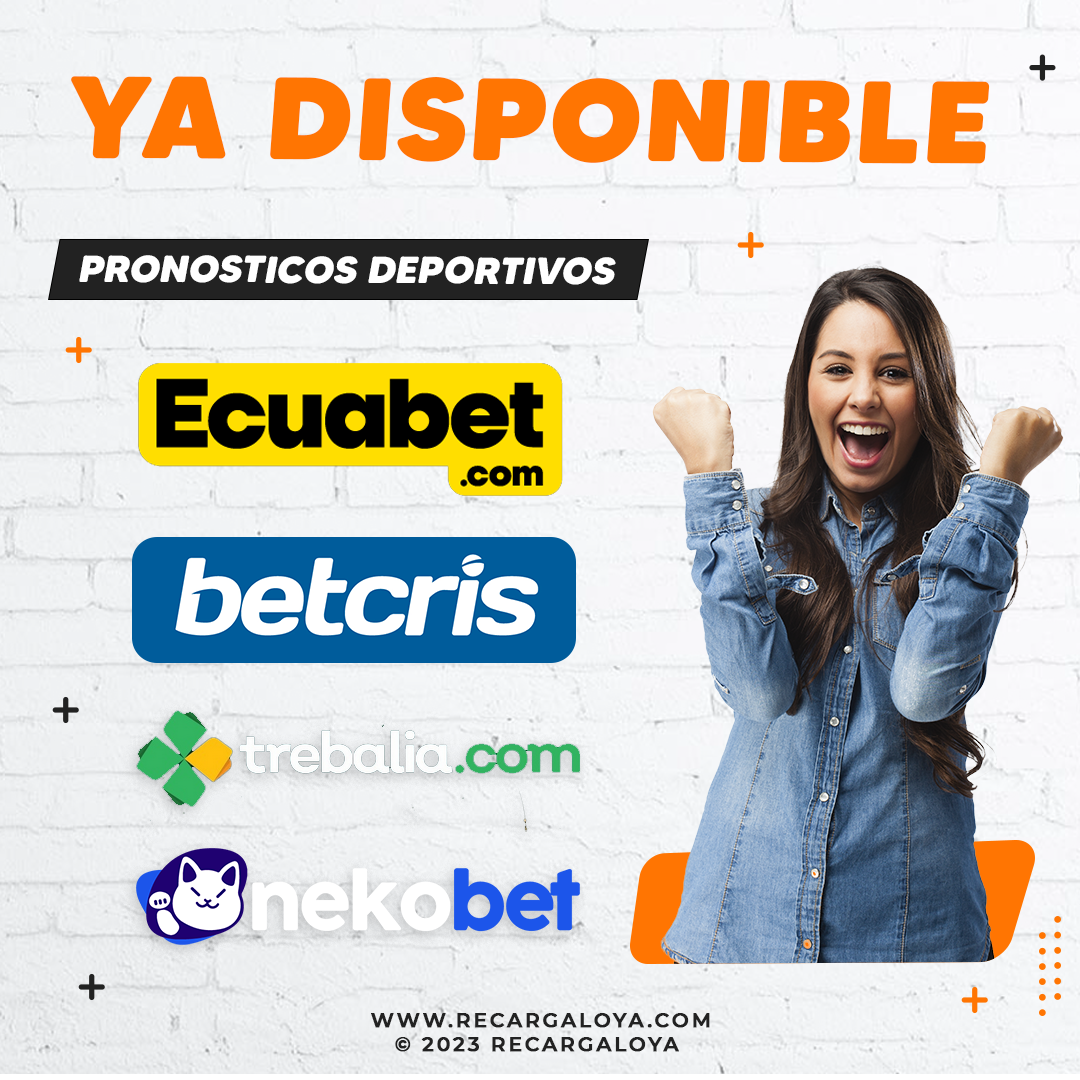 YA DISPONIBLE
PRONOSTICOS DEPORTIVOS
Ecuabet
.com
betcris
trebalia.com
nekobet
WWW.RECARGALOYA.COM
© 2023 RECARGALOYA